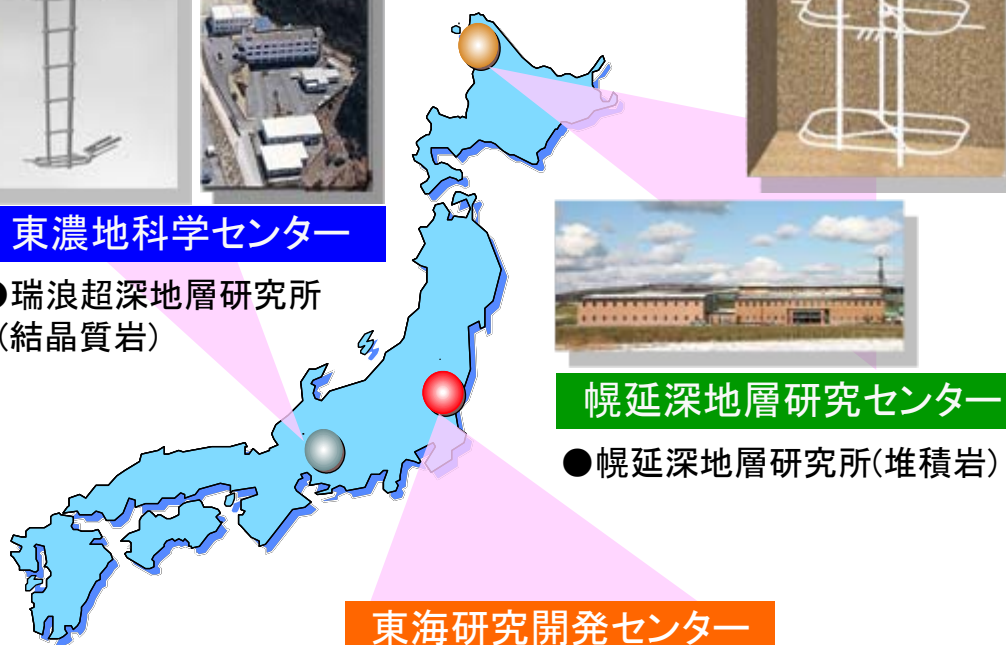 東濃地科学センター
●瑞浪超深地層研究所
(結晶質岩)
幌延深地層研究センター
●幌延深地層研究所(堆積岩)
東海研究開発センター